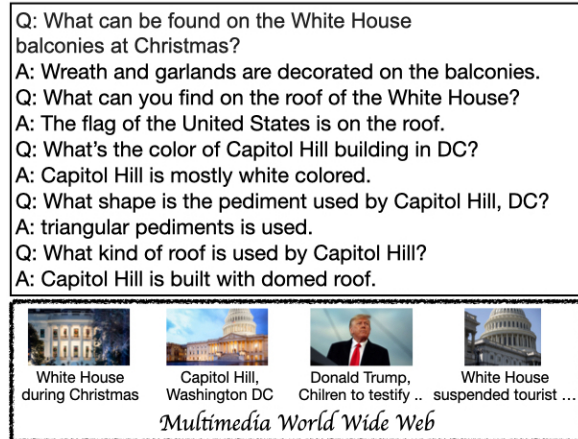 Q: What can be found on the White House
balconies at Christmas?
A: Wreath and garlands are decorated on the balconies.
Q: What can you find on the roof of the White House?
A: The flag of the United States is on the roof.
Q: What's the color of Capitol Hill building in DC?
A: Capitol Hill is mostly white colored.
Q: What shape is the pediment used by Capitol Hill, DC?
A: triangular pediments is used.
Q: What kind of roof is used by Capitol Hill?
A: Capitol Hill is built with domed roof.
White House
during Christmas
Capitol Hill,
Washington DC
Donald Trump,
Chilren to testify ..
White House
suspended tourist ...
Multimedia World Wide Web